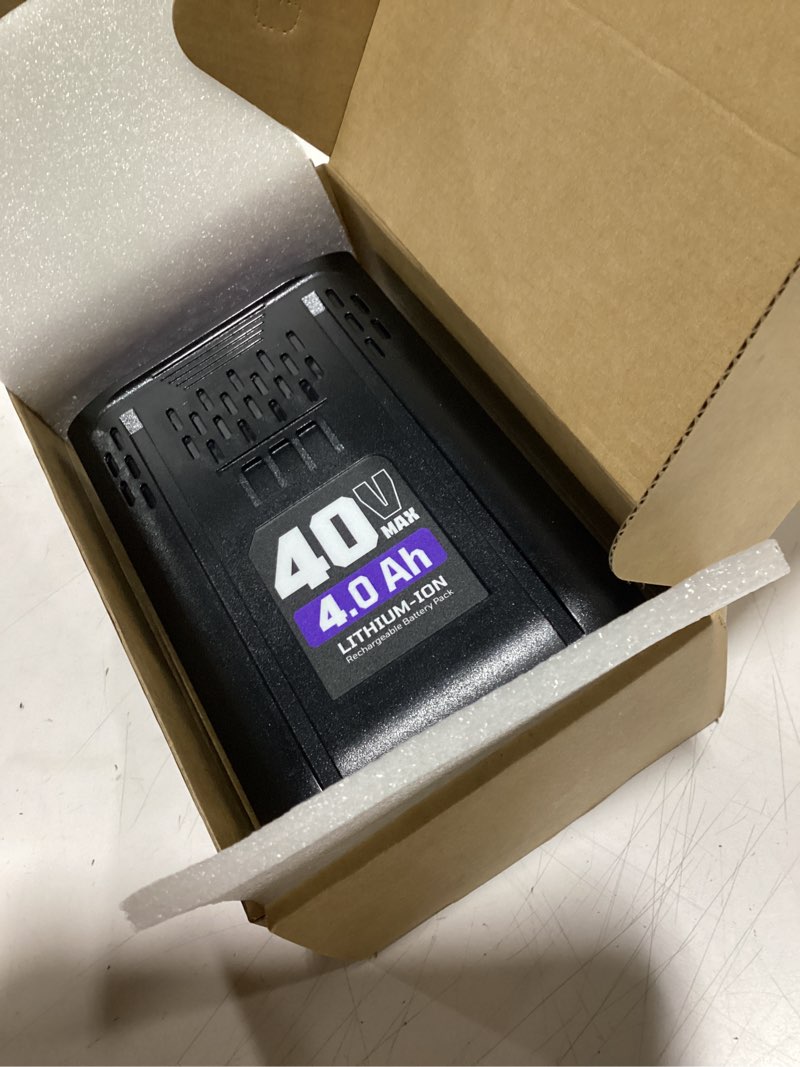 40V MAX
4.0 Ah
LITHIUM-ION
Rechargeable Battery Pack